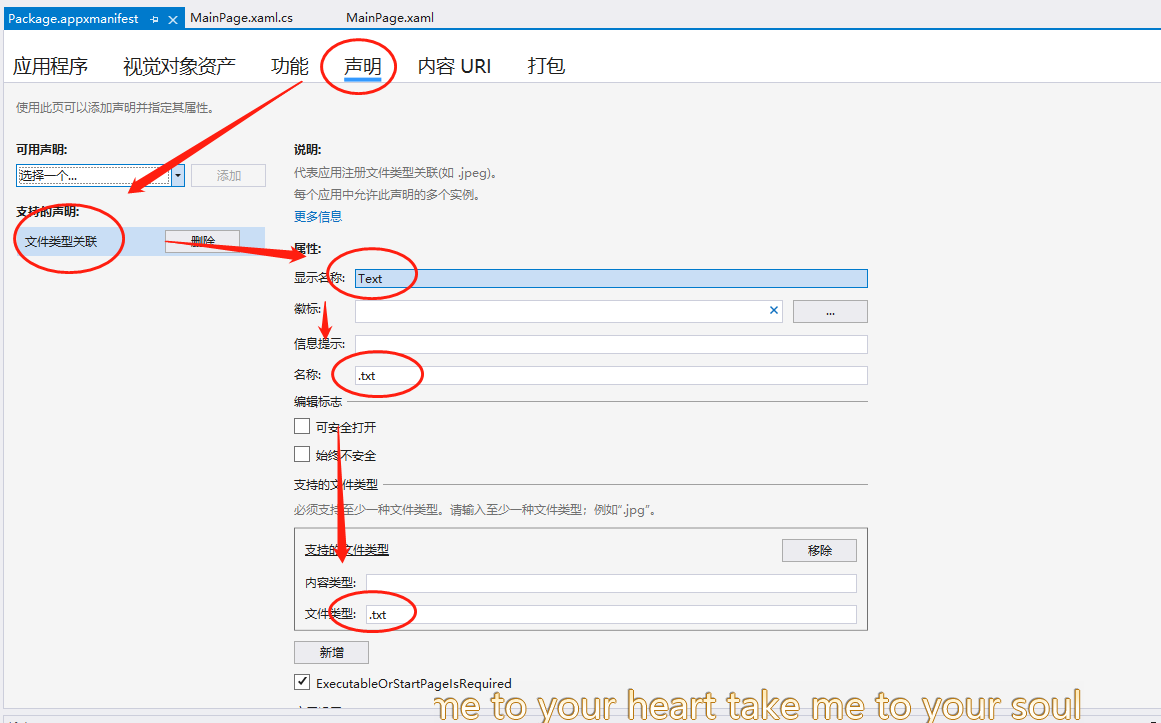 Package.appxmanifest MainPage.xaml.cs MainPage.xaml
应用程序 视觉对象资产 功能 声明 内容 URI 打包
使用此页可以添加声明并指定其属性。
可用声明:
选择一个... 添加
支持的声明:
文件类型关联 删除
说明:
代表应用注册文件类型关联(如 .jpeg)。
每个应用中允许此声明的多个实例。
更多信息
属性:
显示名称: Text
徽标: ...
信息提示:
名称: .txt
编辑标志
可安全打开
始终不安全
支持的文件类型
必须支持至少一种文件类型。请输入至少一种文件类型；例如“.jpg”。
支持的文件类型 移除
内容类型:
文件类型: .txt
新增
ExecutableOrStartPageIsRequired
me to your heart take me to your soul